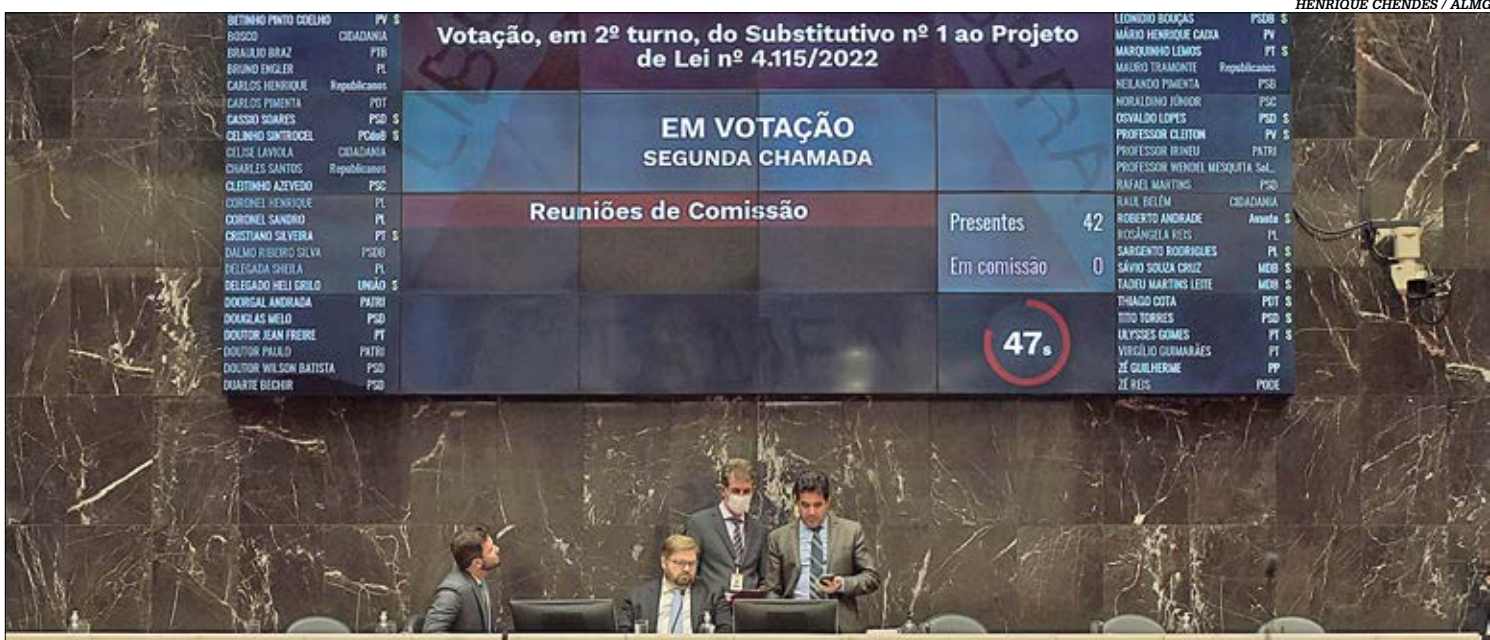 HENRIQUE CHENDES / ALMG
BETINHO PINTO COELHO PV S
BOSCO CIDADANIA
BRAULIO BRAZ PTB
BRUNO ENGLER PL
CARLOS HENRIQUE Republicanos
CARLOS PIMENTA PDT
CASSIO SOARES PSD S
CELINHO SINTROCEL PCdoB S
CELISE LAVIOLA CIDADANIA
CHARLES SANTOS Republicanos
CLEITINHO AZEVEDO PSC
CORONEL HENRIQUE PL
CORONEL SANDRO PL
CRISTIANO SILVEIRA PT S
DALMO RIBEIRO SILVA PSDB
DELEGADA SHEILA PL
DELEGADO HELI GRILO UNIÃO S
DOORGAL ANDRADA PATRI
DOUGLAS MELO PSD
DOUTOR JEAN FREIRE PT
DOUTOR PAULO PATRI
DOUTOR WILSON BATISTA PSD
DUARTE BECHIR PSD
Votação, em 2º turno, do Substitutivo nº 1 ao Projeto
de Lei nº 4.115/2022
EM VOTAÇÃO
SEGUNDA CHAMADA
Reuniões de Comissão
Presentes 42
Em comissão 0
47s
LEONÍDIO BOUÇAS PSDB S
MÁRIO HENRIQUE CAIXA PV
MARQUINHO LEMOS PT S
MAURO TRAMONTE Republicanos
NEILANDO PIMENTA PSB
NORALDINO JÚNIOR PSC
OSVALDO LOPES PSD S
PROFESSOR CLEITON PV S
PROFESSOR IRINEU PATRI
PROFESSOR WENDEL MESQUITA Sol...
RAFAEL MARTINS PSD
RAUL BELÉM CIDADANIA
ROBERTO ANDRADE Avante S
ROSÂNGELA REIS PL
SARGENTO RODRIGUES PL S
SÁVIO SOUZA CRUZ MDB S
TADEU MARTINS LEITE MDB S
THIAGO COTA PDT S
TITO TORRES PSD S
ULYSSES GOMES PT S
VIRGÍLIO GUIMARÃES PT
ZÉ GUILHERME PP
ZÉ REIS PODE